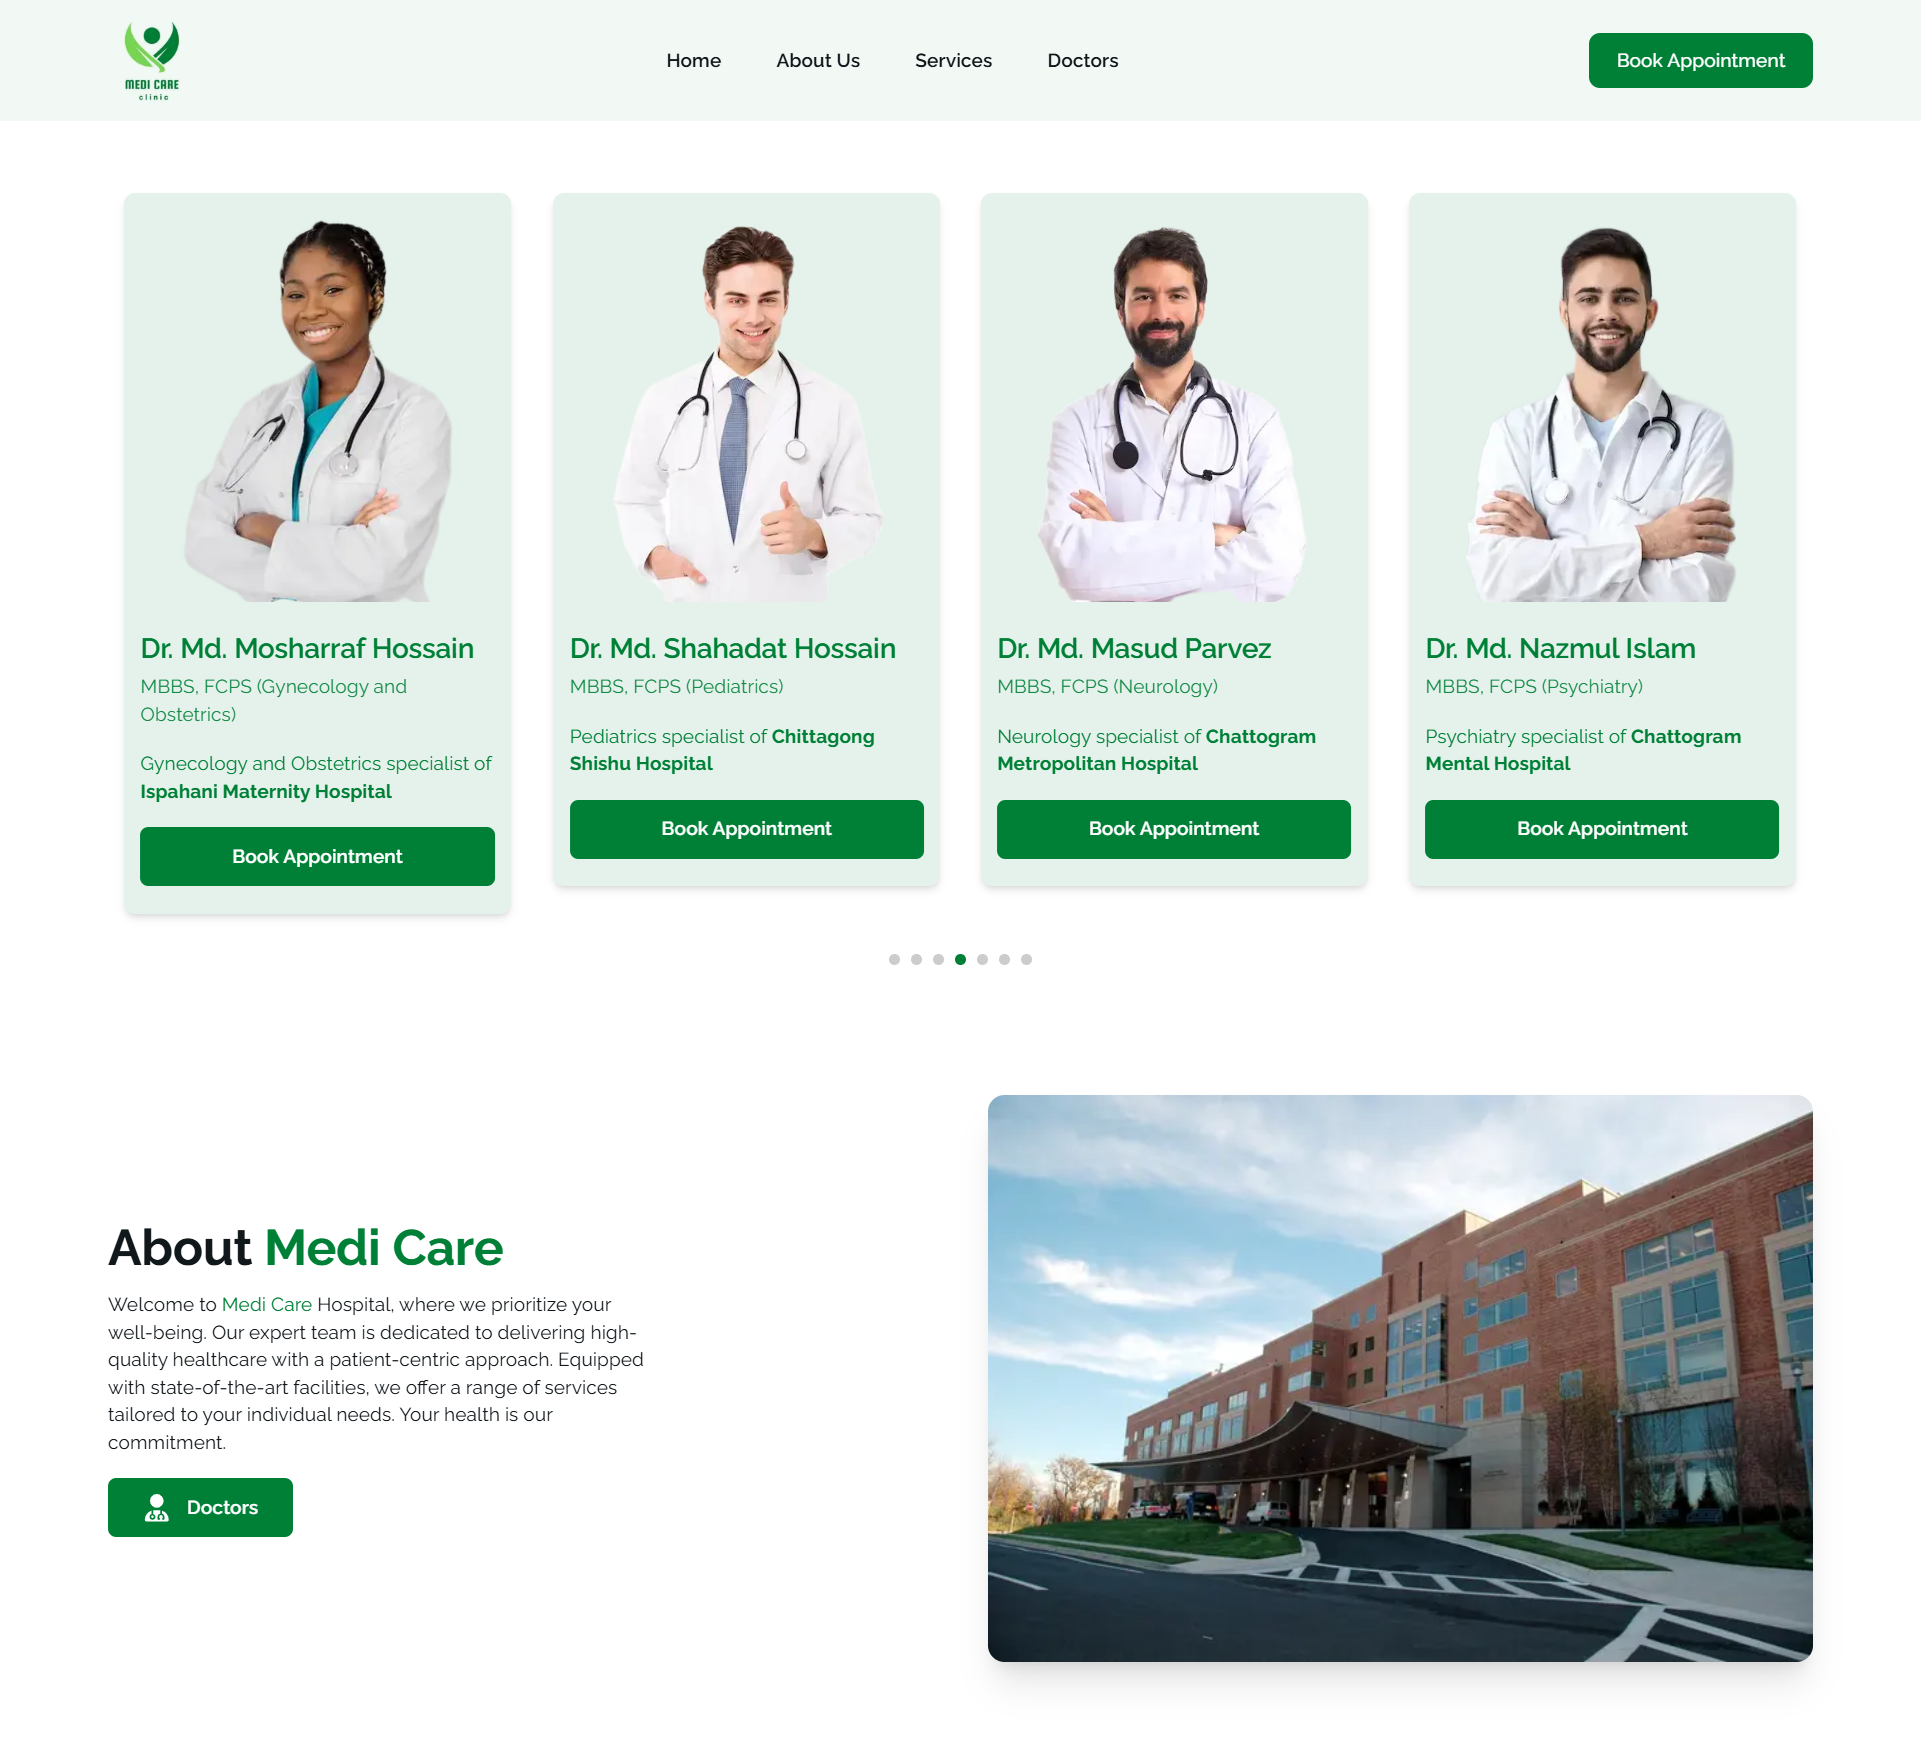 MEDI CARE
clinic
Home
About Us
Services
Doctors
Book Appointment
Dr. Md. Mosharraf Hossain
MBBS, FCPS (Gynecology and
Obstetrics)
Gynecology and Obstetrics specialist of
Ispahani Maternity Hospital
Book Appointment
Dr. Md. Shahadat Hossain
MBBS, FCPS (Pediatrics)
Pediatrics specialist of Chittagong
Shishu Hospital
Book Appointment
Dr. Md. Masud Parvez
MBBS, FCPS (Neurology)
Neurology specialist of Chattogram
Metropolitan Hospital
Book Appointment
Dr. Md. Nazmul Islam
MBBS, FCPS (Psychiatry)
Psychiatry specialist of Chattogram
Mental Hospital
Book Appointment
About Medi Care
Welcome to Medi Care Hospital, where we prioritize your
well-being. Our expert team is dedicated to delivering high-
quality healthcare with a patient-centric approach. Equipped
with state-of-the-art facilities, we offer a range of services
tailored to your individual needs. Your health is our
commitment.
Doctors